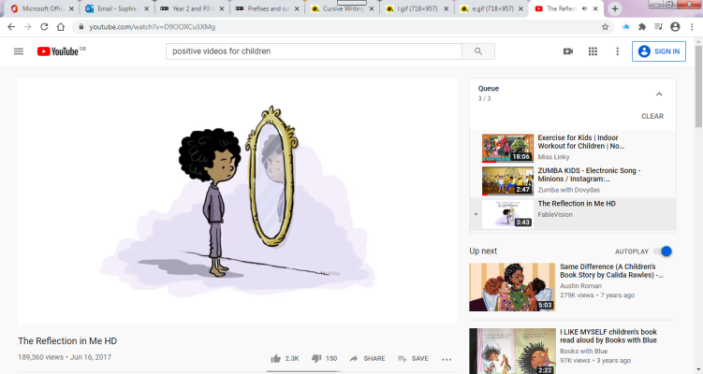 Microsoft Offic
Email - Sophie
Year 2 and P3 r
Prefixes and suf
Cursive Writing
l.gif (718×957)
e.gif (718×957)
The Reflect
youtube.com/watch?v=D9OOXCuSXMg
YouTube GB
positive videos for children
SIGN IN
Queue
3 / 3
CLEAR
Exercise for Kids | Indoor
Workout for Children | No...
Miss Linky
18:06
ZUMBA KIDS - Electronic Song -
Minions / Instagram:...
Zumba with Dovydas
2:47
The Reflection in Me HD
FableVision
3:43
Up next
AUTOPLAY
Same Difference (A Children's
Book Story by Calida Rawles) -...
Austin Roman
279K views • 7 years ago
5:03
I LIKE MYSELF children's book
read aloud by Books with Blue
Books with Blue
97K views • 3 years ago
2:22
The Reflection in Me HD
189,360 views • Jun 16, 2017
2.3K
150
SHARE
SAVE